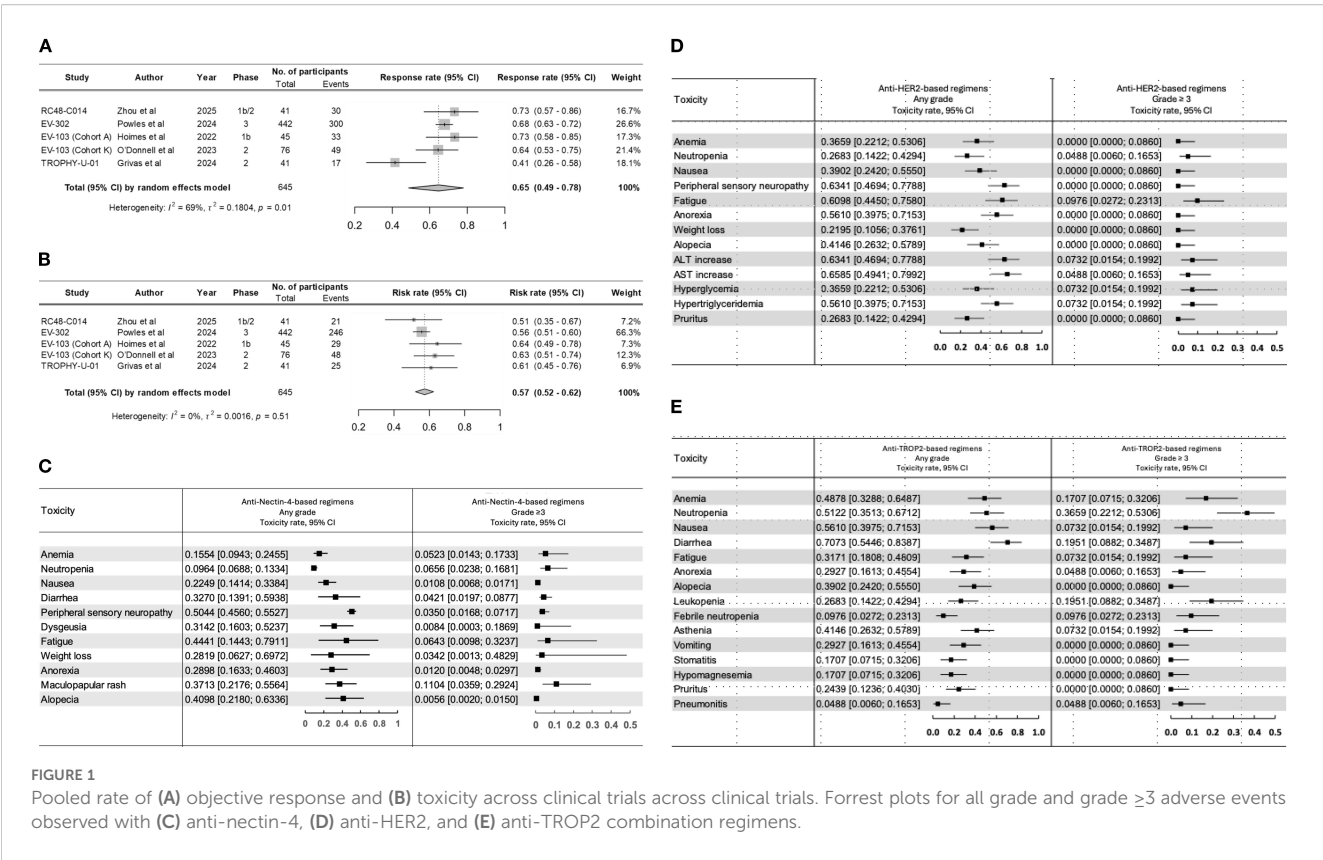 A
No. of participants
Study Author Year Phase Total Events Response rate (95% CI) Response rate (95% CI) Weight
RC48-C014 Zhou et al 2025 1b/2 41 30 0.73 (0.57 - 0.86) 16.7%
EV-302 Powles et al 2024 3 442 300 0.68 (0.63 - 0.72) 26.6%
EV-103 (Cohort A) Hoimes et al 2022 1b 45 33 0.73 (0.58 - 0.85) 17.3%
EV-103 (Cohort K) O'Donnell et al 2023 2 76 49 0.64 (0.53 - 0.75) 21.4%
TROPHY-U-01 Grivas et al 2024 2 41 17 0.41 (0.26 - 0.58) 18.1%
Total (95% CI) by random effects model 645 0.65 (0.49 - 0.78) 100%
Heterogeneity: I² = 69%, τ² = 0.1804, p = 0.01
0.2 0.4 0.6 0.8 1
B
No. of participants
Study Author Year Phase Total Events Risk rate (95% CI) Risk rate (95% CI) Weight
RC48-C014 Zhou et al 2025 1b/2 41 21 0.51 (0.35 - 0.67) 7.2%
EV-302 Powles et al 2024 3 442 246 0.56 (0.51 - 0.60) 66.3%
EV-103 (Cohort A) Hoimes et al 2022 1b 45 29 0.64 (0.49 - 0.78) 7.3%
EV-103 (Cohort K) O'Donnell et al 2023 2 76 48 0.63 (0.51 - 0.74) 12.3%
TROPHY-U-01 Grivas et al 2024 2 41 25 0.61 (0.45 - 0.76) 6.9%
Total (95% CI) by random effects model 645 0.57 (0.52 - 0.62) 100%
Heterogeneity: I² = 0%, τ² = 0.0016, p = 0.51
0.2 0.4 0.6 0.8 1
C
Toxicity
Anti-Nectin-4-based regimens
Any grade
Toxicity rate, 95% CI
Anti-Nectin-4-based regimens
Grade ≥3
Toxicity rate, 95% CI
Anemia 0.1554 [0.0943; 0.2455] 0.0523 [0.0143; 0.1733]
Neutropenia 0.0964 [0.0688; 0.1334] 0.0656 [0.0238; 0.1681]
Nausea 0.2249 [0.1414; 0.3384] 0.0108 [0.0068; 0.0171]
Diarrhea 0.3270 [0.1391; 0.5938] 0.0421 [0.0197; 0.0877]
Peripheral sensory neuropathy 0.5044 [0.4560; 0.5527] 0.0350 [0.0168; 0.0717]
Dysgeusia 0.3142 [0.1603; 0.5237] 0.0084 [0.0003; 0.1869]
Fatigue 0.4441 [0.1443; 0.7911] 0.0643 [0.0098; 0.3237]
Weight loss 0.2819 [0.0627; 0.6972] 0.0342 [0.0013; 0.4829]
Anorexia 0.2898 [0.1633; 0.4603] 0.0120 [0.0048; 0.0297]
Maculopapular rash 0.3713 [0.2176; 0.5564] 0.1104 [0.0359; 0.2924]
Alopecia 0.4098 [0.2180; 0.6336] 0.0056 [0.0020; 0.0150]
0 0.2 0.4 0.6 0.8 1 0 0.1 0.2 0.3 0.4 0.5
D
Toxicity
Anti-HER2-based regimens
Any grade
Toxicity rate, 95% CI
Anti-HER2-based regimens
Grade ≥ 3
Toxicity rate, 95% CI
Anemia 0.3659 [0.2212; 0.5306] 0.0000 [0.0000; 0.0860]
Neutropenia 0.2683 [0.1422; 0.4294] 0.0488 [0.0060; 0.1653]
Nausea 0.3902 [0.2420; 0.5550] 0.0000 [0.0000; 0.0860]
Peripheral sensory neuropathy 0.6341 [0.4694; 0.7788] 0.0000 [0.0000; 0.0860]
Fatigue 0.6098 [0.4450; 0.7580] 0.0976 [0.0272; 0.2313]
Anorexia 0.5610 [0.3975; 0.7153] 0.0000 [0.0000; 0.0860]
Weight loss 0.2195 [0.1056; 0.3761] 0.0000 [0.0000; 0.0860]
Alopecia 0.4146 [0.2632; 0.5789] 0.0000 [0.0000; 0.0860]
ALT increase 0.6341 [0.4694; 0.7788] 0.0732 [0.0154; 0.1992]
AST increase 0.6585 [0.4941; 0.7992] 0.0488 [0.0060; 0.1653]
Hyperglycemia 0.3659 [0.2212; 0.5306] 0.0732 [0.0154; 0.1992]
Hypertriglyceridemia 0.5610 [0.3975; 0.7153] 0.0732 [0.0154; 0.1992]
Pruritus 0.2683 [0.1422; 0.4294] 0.0000 [0.0000; 0.0860]
0.0 0.2 0.4 0.6 0.8 1.0 0.0 0.1 0.2 0.3 0.4 0.5
E
Toxicity
Anti-TROP2-based regimens
Any grade
Toxicity rate, 95% CI
Anti-TROP2-based regimens
Grade ≥ 3
Toxicity rate, 95% CI
Anemia 0.4878 [0.3288; 0.6487] 0.1707 [0.0715; 0.3206]
Neutropenia 0.5122 [0.3513; 0.6712] 0.3659 [0.2212; 0.5306]
Nausea 0.5610 [0.3975; 0.7153] 0.0732 [0.0154; 0.1992]
Diarrhea 0.7073 [0.5446; 0.8387] 0.1951 [0.0882; 0.3487]
Fatigue 0.3171 [0.1808; 0.4809] 0.0732 [0.0154; 0.1992]
Anorexia 0.2927 [0.1613; 0.4554] 0.0488 [0.0060; 0.1653]
Alopecia 0.3902 [0.2420; 0.5550] 0.0000 [0.0000; 0.0860]
Leukopenia 0.2683 [0.1422; 0.4294] 0.1951 [0.0882; 0.3487]
Febrile neutropenia 0.0976 [0.0272; 0.2313] 0.0976 [0.0272; 0.2313]
Asthenia 0.4146 [0.2632; 0.5789] 0.0732 [0.0154; 0.1992]
Vomiting 0.2927 [0.1613; 0.4554] 0.0000 [0.0000; 0.0860]
Stomatitis 0.1707 [0.0715; 0.3206] 0.0000 [0.0000; 0.0860]
Hypomagnesemia 0.1707 [0.0715; 0.3206] 0.0000 [0.0000; 0.0860]
Pruritus 0.2439 [0.1236; 0.4030] 0.0000 [0.0000; 0.0860]
Pneumonitis 0.0488 [0.0060; 0.1653] 0.0488 [0.0060; 0.1653]
0.0 0.2 0.4 0.6 0.8 1.0 0.0 0.1 0.2 0.3 0.4 0.5
FIGURE 1
Pooled rate of (A) objective response and (B) toxicity across clinical trials across clinical trials. Forrest plots for all grade and grade ≥3 adverse events
observed with (C) anti-nectin-4, (D) anti-HER2, and (E) anti-TROP2 combination regimens.